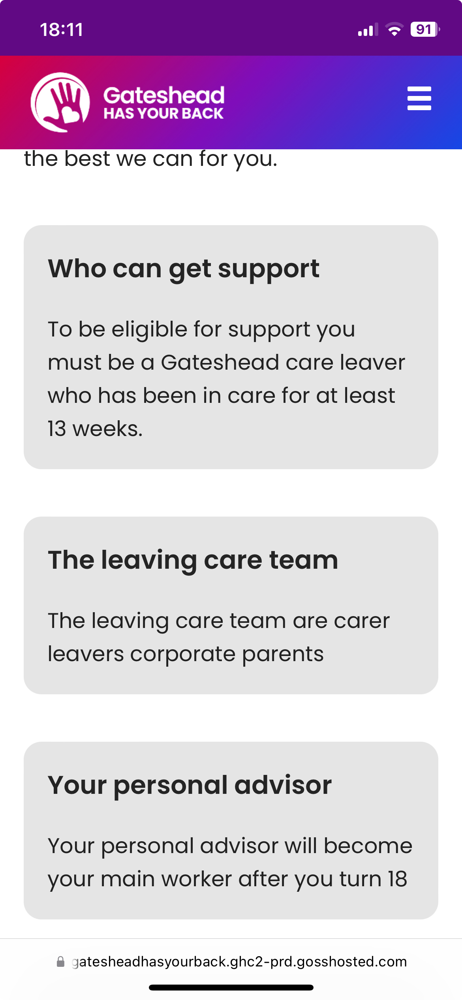 18:11
91
Gateshead
HAS YOUR BACK
the best we can for you.
Who can get support
To be eligible for support you
must be a Gateshead care leaver
who has been in care for at least
13 weeks.
The leaving care team
The leaving care team are carer
leavers corporate parents
Your personal advisor
Your personal advisor will become
your main worker after you turn 18
gatesheadhasyourback.ghc2-prd.gosshosted.com